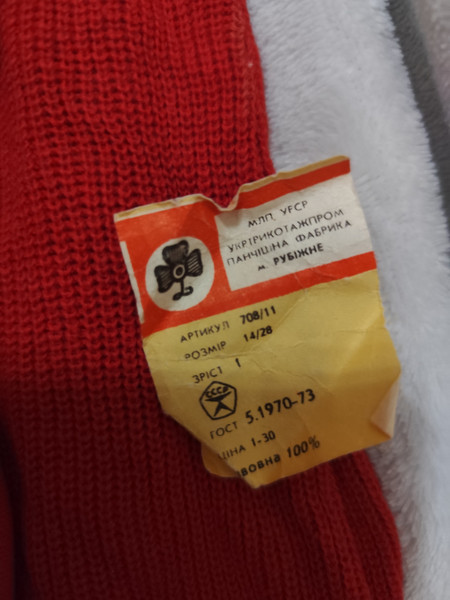 МЛП, УРСР
УКРТРИКОТАЖПРОМ
ПАНЧІШНА ФАБРИКА
м. РУБІЖНЕ
АРТИКУЛ 708/11
РОЗМІР 14/28
ЗРІСТ 1
СССР
ГОСТ 5.1970-73
ЦІНА 1-30
100%